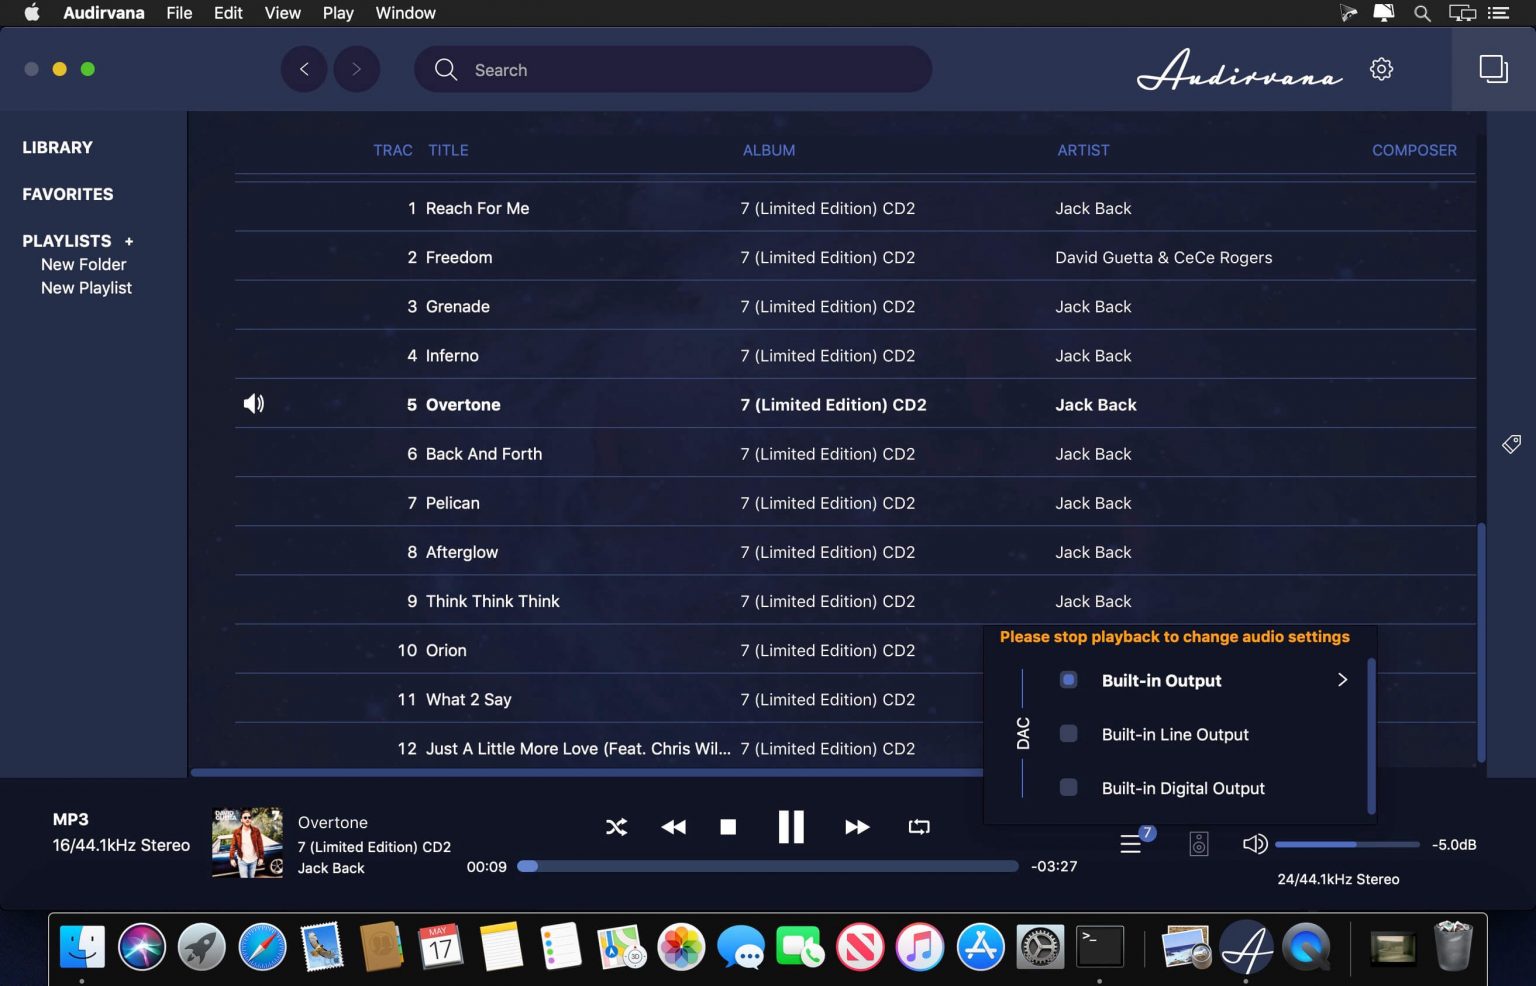 Audirvana File Edit View Play Window
Search
Audirvana
LIBRARY
FAVORITES
PLAYLISTS +
New Folder
New Playlist
TRAC TITLE ALBUM ARTIST COMPOSER
1 Reach For Me 7 (Limited Edition) CD2 Jack Back
2 Freedom 7 (Limited Edition) CD2 David Guetta & CeCe Rogers
3 Grenade 7 (Limited Edition) CD2 Jack Back
4 Inferno 7 (Limited Edition) CD2 Jack Back
5 Overtone 7 (Limited Edition) CD2 Jack Back
6 Back And Forth 7 (Limited Edition) CD2 Jack Back
7 Pelican 7 (Limited Edition) CD2 Jack Back
8 Afterglow 7 (Limited Edition) CD2 Jack Back
9 Think Think Think 7 (Limited Edition) CD2 Jack Back
10 Orion 7 (Limited Edition) CD2
11 What 2 Say 7 (Limited Edition) CD2
12 Just A Little More Love (Feat. Chris Wil... 7 (Limited Edition) CD2
Please stop playback to change audio settings
DAC
Built-in Output
Built-in Line Output
Built-in Digital Output
MP3
16/44.1kHz Stereo
Overtone
7 (Limited Edition) CD2
Jack Back
00:09
-03:27
7
-5.0dB
24/44.1kHz Stereo
MAY
17
3D
>_